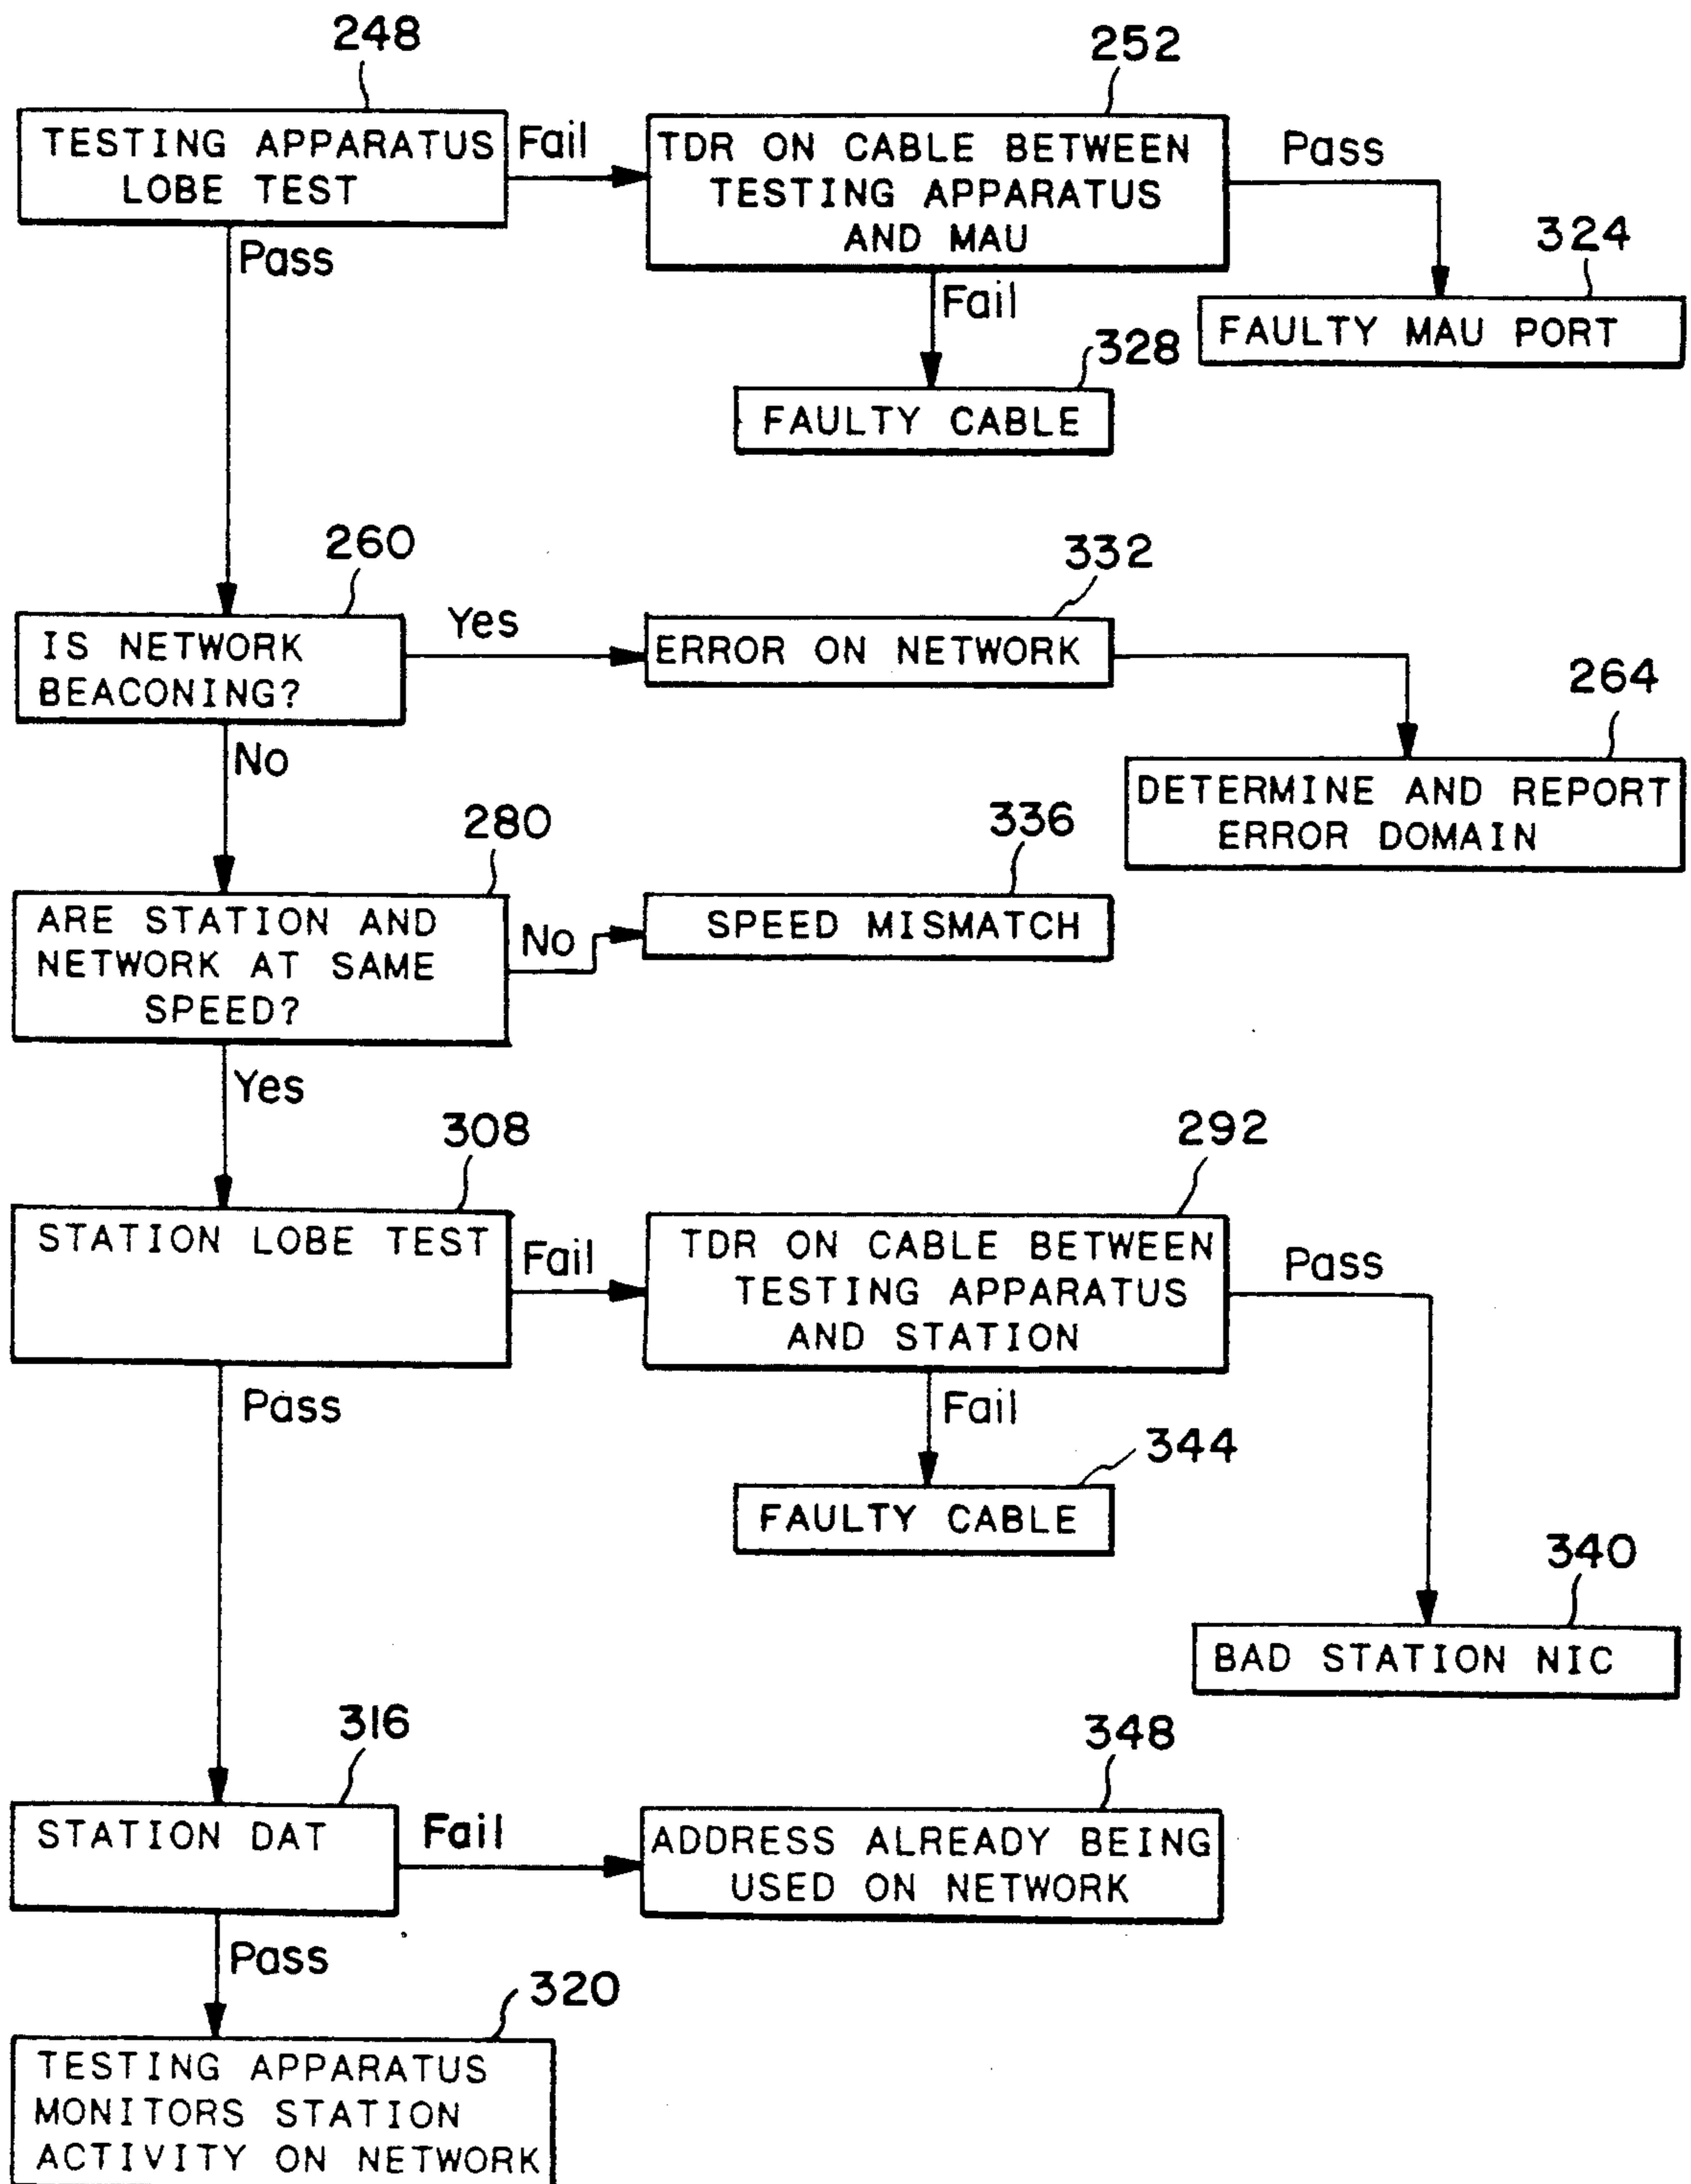 248
252
TESTING APPARATUS
LOBE TEST
Fail
TDR ON CABLE BETWEEN
TESTING APPARATUS
AND MAU
Pass
Pass
Fail
324
FAULTY MAU PORT
328
FAULTY CABLE
260
332
IS NETWORK
BEACONING?
Yes
ERROR ON NETWORK
264
No
DETERMINE AND REPORT
ERROR DOMAIN
280
336
ARE STATION AND
NETWORK AT SAME
SPEED?
No
SPEED MISMATCH
Yes
308
292
STATION LOBE TEST
Fail
TDR ON CABLE BETWEEN
TESTING APPARATUS
AND STATION
Pass
Pass
Fail
344
FAULTY CABLE
340
BAD STATION NIC
316
348
STATION DAT
Fail
ADDRESS ALREADY BEING
USED ON NETWORK
Pass
320
TESTING APPARATUS
MONITORS STATION
ACTIVITY ON NETWORK